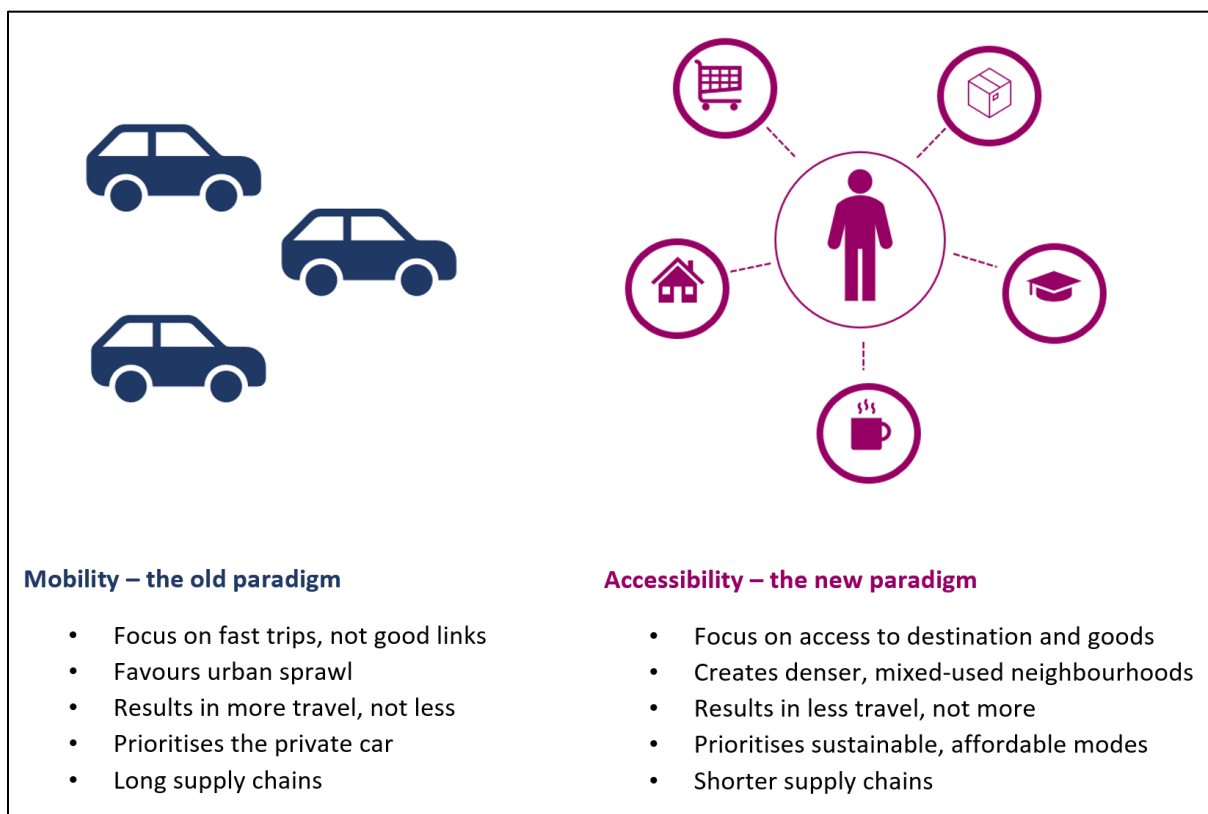 Mobility – the old paradigm
• Focus on fast trips, not good links
• Favours urban sprawl
• Results in more travel, not less
• Prioritises the private car
• Long supply chains
Accessibility – the new paradigm
• Focus on access to destination and goods
• Creates denser, mixed-used neighbourhoods
• Results in less travel, not more
• Prioritises sustainable, affordable modes
• Shorter supply chains